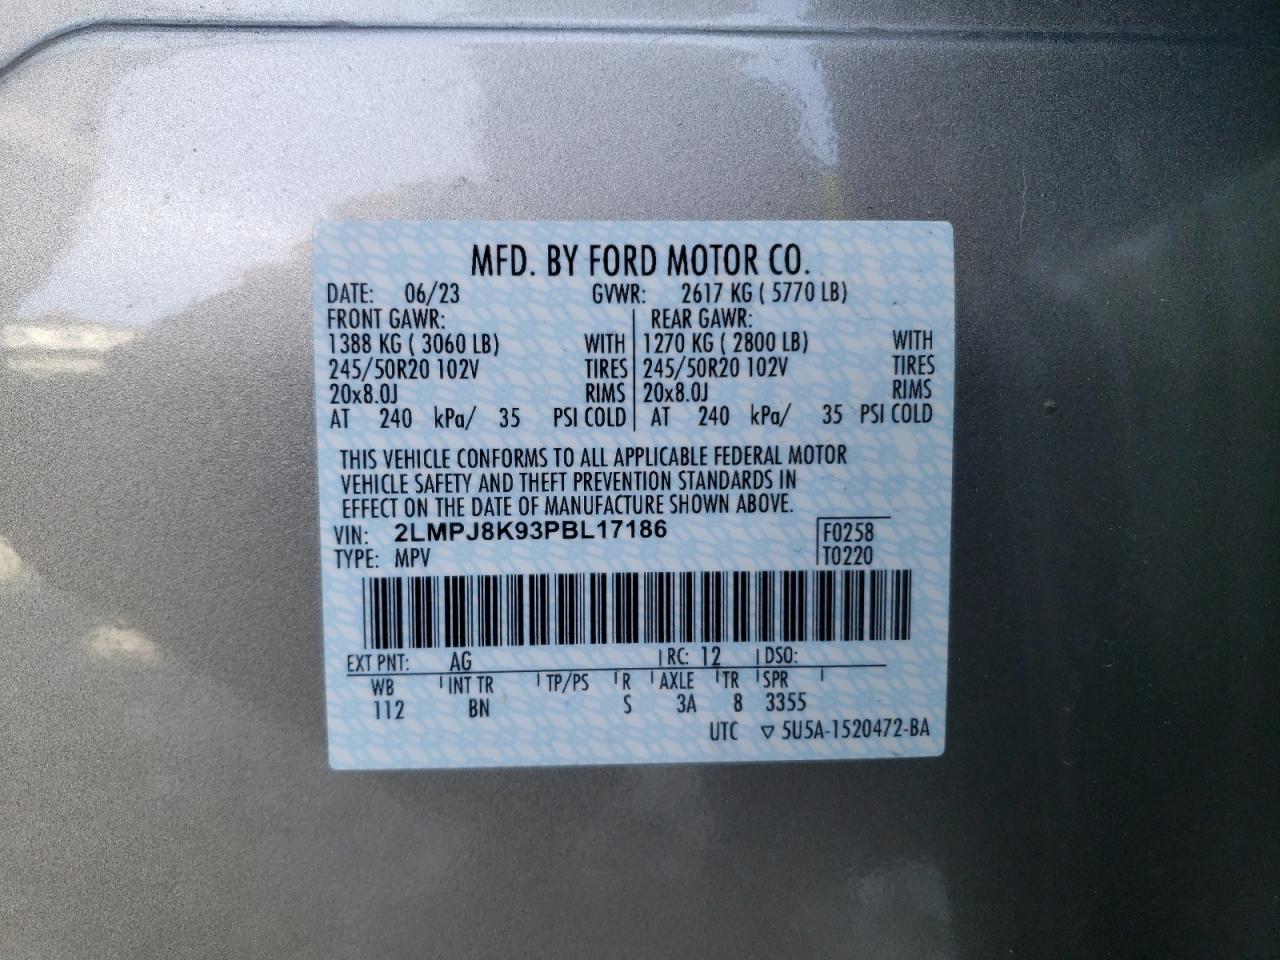 MFD. BY FORD MOTOR CO.
DATE: 06/23 GVWR: 2617 KG ( 5770 LB)
FRONT GAWR: REAR GAWR:
1388 KG ( 3060 LB) WITH 1270 KG ( 2800 LB) WITH
245/50R20 102V TIRES 245/50R20 102V TIRES
20x8.0J RIMS 20x8.0J RIMS
AT 240 kPa/ 35 PSI COLD AT 240 kPa/ 35 PSI COLD
THIS VEHICLE CONFORMS TO ALL APPLICABLE FEDERAL MOTOR
VEHICLE SAFETY AND THEFT PREVENTION STANDARDS IN
EFFECT ON THE DATE OF MANUFACTURE SHOWN ABOVE.
VIN: 2LMPJ8K93PBL17186 F0258
TYPE: MPV T0220
EXT PNT: AG RC: 12 DSO:
WB INT TR TP/PS R AXLE TR SPR
112 BN S 3A 8 3355
UTC ▽ 5U5A-1520472-BA